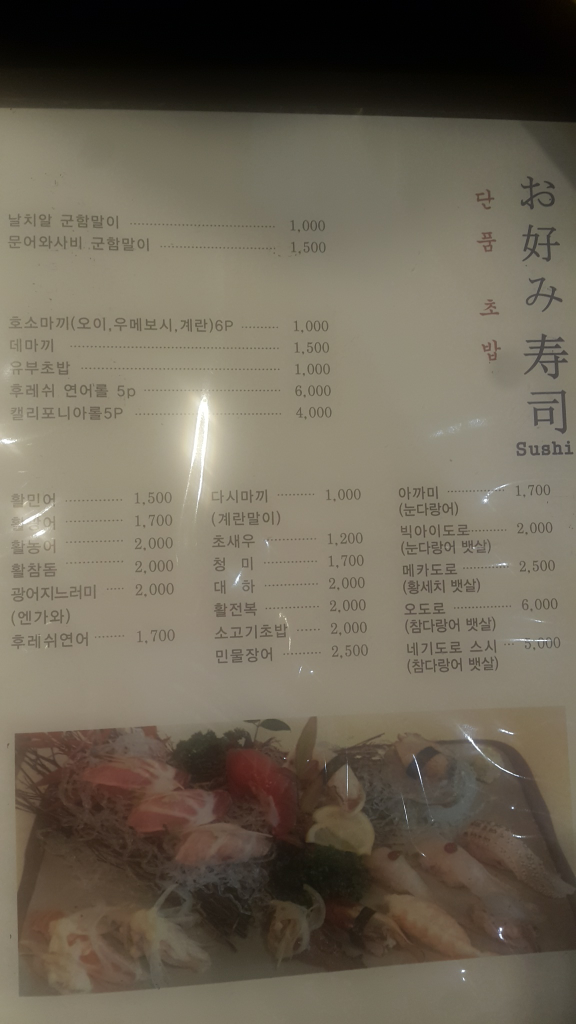 お好み寿司
Sushi
단품 초밥
날치알 군함말이 1,000
문어와사비 군함말이 1,500
호소마끼(오이,우메보시,계란)6P 1,000
데마끼 1,500
유부초밥 1,000
후레쉬 연어롤 5p 6,000
캘리포니아롤5P 4,000
활민어 1,500
1,700
활농어 2,000
활참돔 2,000
광어지느러미 2,000
(엔가와)
후레쉬연어 1,700
다시마끼 1,000
(계란말이)
초새우 1,200
청 미 1,700
대 하 2,000
활전복 2,000
소고기초밥 2,000
민물장어 2,500
아까미 1,700
(눈다랑어)
빅아이도로 2,000
(눈다랑어 뱃살)
메카도로 2,500
(황세치 뱃살)
오도로 6,000
(참다랑어 뱃살)
네기도로 스시 5,000
(참다랑어 뱃살)